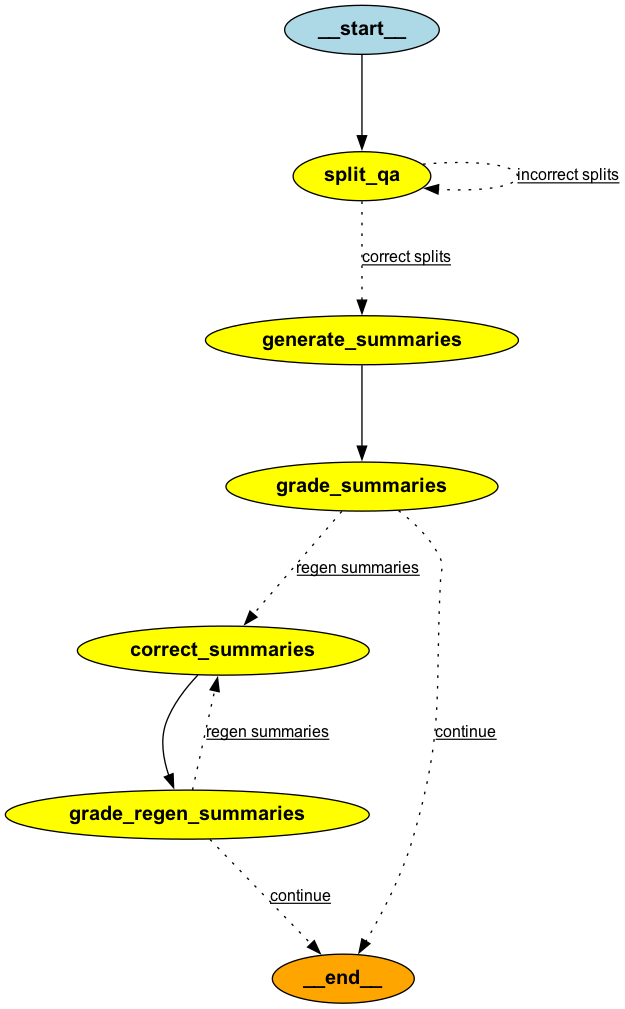 __start__
split_qa
incorrect splits
correct splits
generate_summaries
grade_summaries
regen summaries
correct_summaries
regen summaries
continue
grade_regen_summaries
continue
__end__